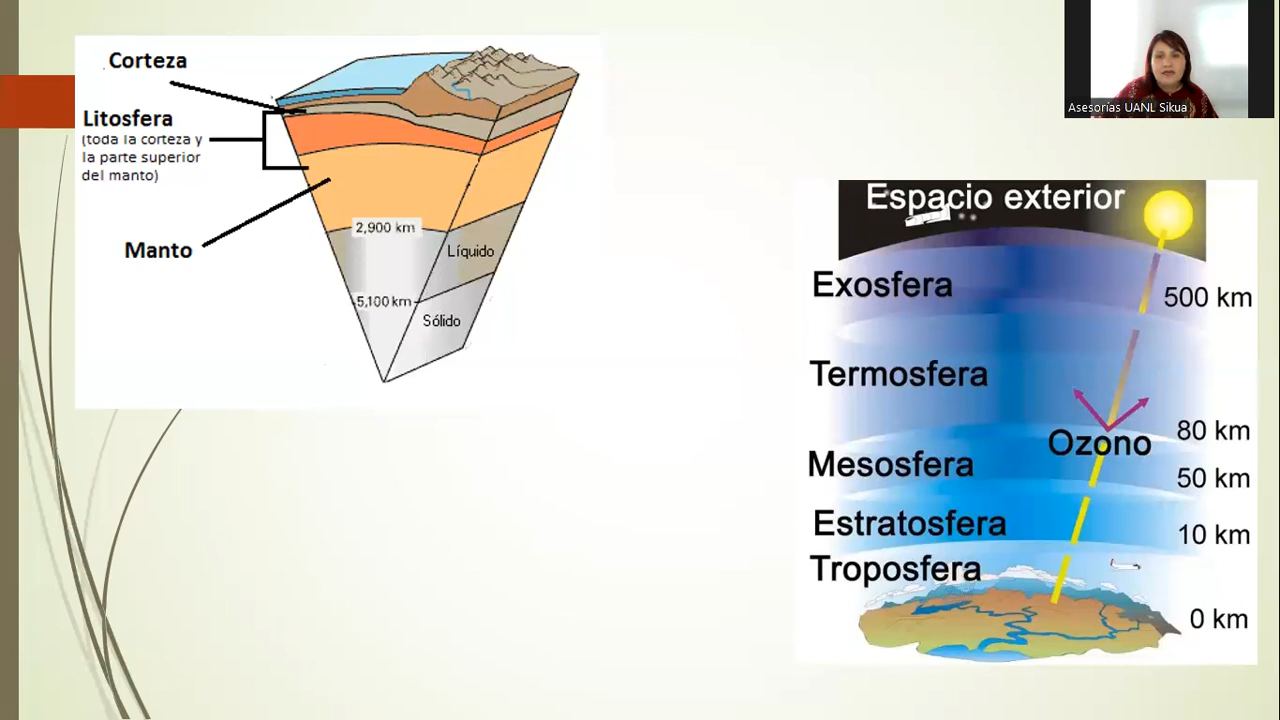 Corteza
Litosfera
(toda la corteza y
la parte superior
del manto)
Manto
2,900 km
Líquido
5,100 km
Sólido
Asesorías UANL Sikua
Espacio exterior
Exosfera
500 km
Termosfera
80 km
Ozono
Mesosfera
50 km
Estratosfera
10 km
Troposfera
0 km